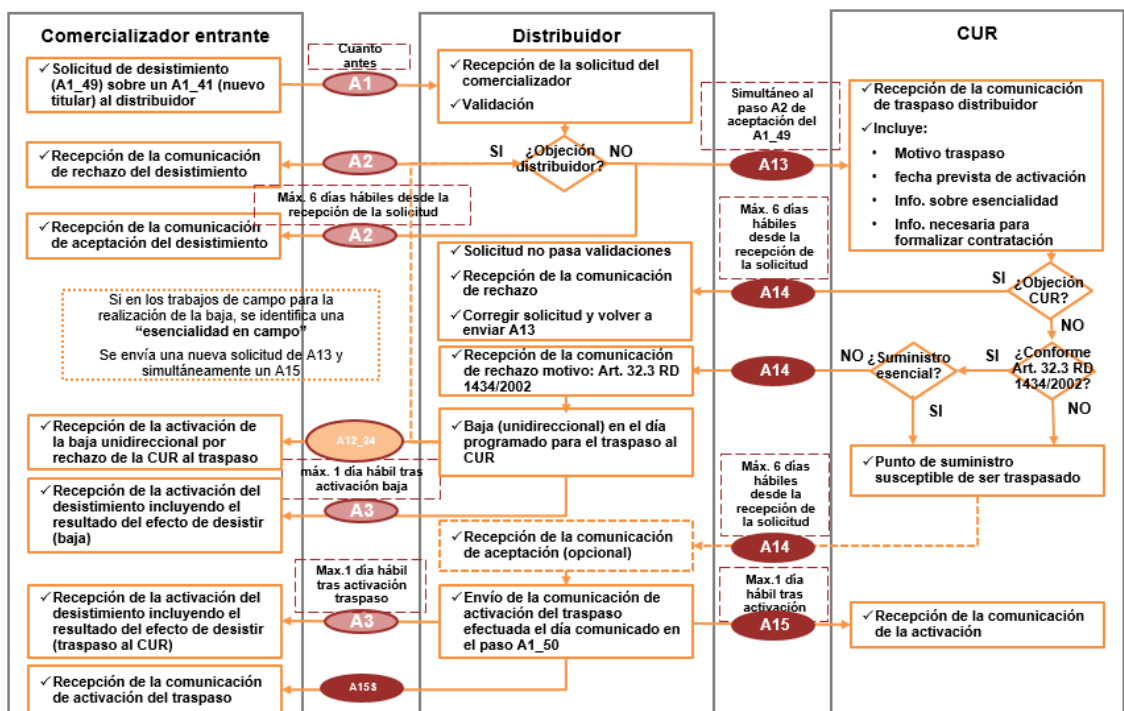 Comercializador entrante
Distribuidor
CUR
✓ Solicitud de desistimiento
(A1_49) sobre un A1_41 (nuevo
titular) al distribuidor
Cuanto
antes
A1
✓ Recepción de la solicitud del
comercializador
✓ Validación
Simultáneo al
paso A2 de
aceptación del
A1_49
✓ Recepción de la comunicación
de traspaso distribuidor
✓ Incluye:
• Motivo traspaso
• fecha prevista de activación
• Info. sobre esencialidad
• Info. necesaria para
formalizar contratación
✓ Recepción de la comunicación
de rechazo del desistimiento
A2
SI
¿Objeción
distribuidor?
NO
A13
Máx. 6 días hábiles desde la
recepción de la solicitud
✓ Recepción de la comunicación
de aceptación del desistimiento
A2
Máx. 6 días
hábiles
desde la
recepción de
la solicitud
✓ Solicitud no pasa validaciones
✓ Recepción de la comunicación
de rechazo
✓ Corregir solicitud y volver a
enviar A13
A14
SI
¿Objeción
CUR?
NO
Si en los trabajos de campo para la
realización de la baja, se identifica una
“esencialidad en campo”
Se envía una nueva solicitud de A13 y
simultáneamente un A15
✓ Recepción de la comunicación
de rechazo motivo: Art. 32.3 RD
1434/2002
A14
NO
¿Suministro
esencial?
SI
SI
¿Conforme
Art. 32.3 RD
1434/2002?
NO
✓ Recepción de la activación de
la baja unidireccional por
rechazo de la CUR al traspaso
A12_24
✓ Baja (unidireccional) en el día
programado para el traspaso al
CUR
máx. 1 día hábil tras
activación baja
✓ Punto de suministro
susceptible de ser traspasado
Máx. 6 días
hábiles
desde la
recepción de
la solicitud
✓ Recepción de la activación del
desistimiento incluyendo el
resultado del efecto de desistir
(baja)
A3
✓ Recepción de la comunicación
de aceptación (opcional)
A14
Max.1 día hábil
tras activación
traspaso
Max.1 día
hábil tras
activación
✓ Recepción de la activación del
desistimiento incluyendo el
resultado del efecto de desistir
(traspaso al CUR)
A3
✓ Envío de la comunicación de
activación del traspaso
efectuada el día comunicado en
el paso A1_50
A15
✓ Recepción de la comunicación
de la activación
✓ Recepción de la comunicación
de activación del traspaso
A15S